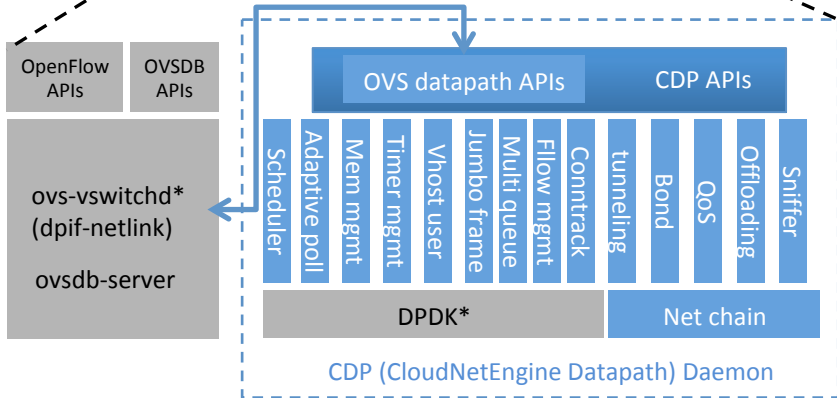 OpenFlow
APIs
OVSDB
APIs
ovs-vswitchd*
(dpif-netlink)
ovsdb-server
OVS datapath APIs
CDP APIs
Scheduler
Adaptive poll
Mem mgmt
Timer mgmt
Vhost user
Jumbo frame
Multi queue
Fllow mgmt
Conntrack
tunneling
Bond
QoS
Offloading
Sniffer
DPDK*
Net chain
CDP (CloudNetEngine Datapath) Daemon